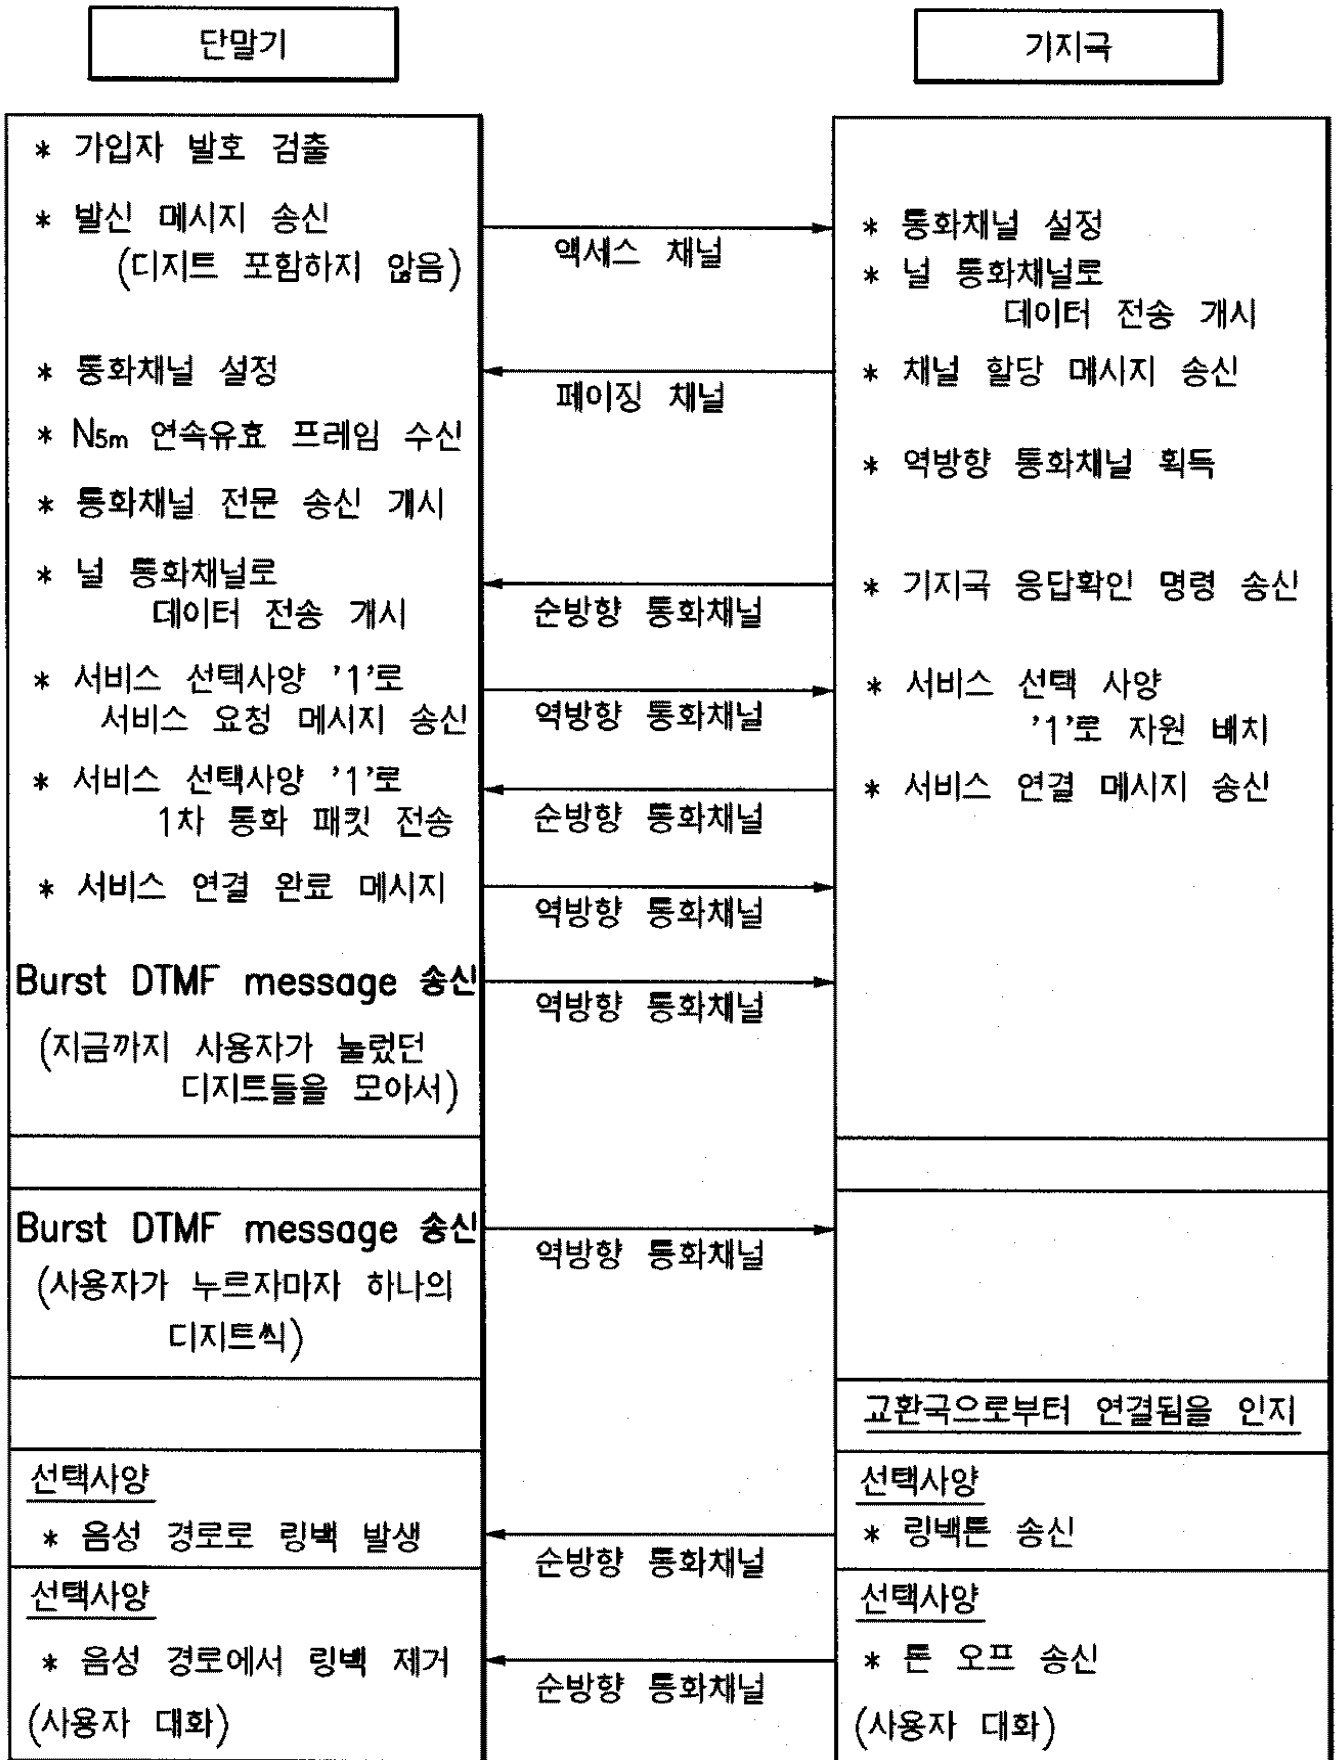 단말기
기지국
* 가입자 발호 검출
* 발신 메시지 송신
(디지트 포함하지 않음)
액세스 채널
* 통화채널 설정
* 널 통화채널로
데이터 전송 개시
* 통화채널 설정
페이징 채널
* 채널 할당 메시지 송신
* N5m 연속유효 프레임 수신
* 역방향 통화채널 획득
* 통화채널 전문 송신 개시
* 널 통화채널로
데이터 전송 개시
순방향 통화채널
* 기지국 응답확인 명령 송신
* 서비스 선택사양 '1'로
서비스 요청 메시지 송신
역방향 통화채널
* 서비스 선택 사양
'1'로 자원 배치
* 서비스 선택사양 '1'로
1차 통화 패킷 전송
순방향 통화채널
* 서비스 연결 메시지 송신
* 서비스 연결 완료 메시지
역방향 통화채널
Burst DTMF message 송신
역방향 통화채널
(지금까지 사용자가 눌렀던
디지트들을 모아서)
Burst DTMF message 송신
역방향 통화채널
(사용자가 누르자마자 하나의
디지트씩)
교환국으로부터 연결됨을 인지
선택사양
* 음성 경로로 링백 발생
순방향 통화채널
선택사양
* 링백톤 송신
선택사양
* 음성 경로에서 링백 제거
(사용자 대화)
순방향 통화채널
선택사양
* 톤 오프 송신
(사용자 대화)